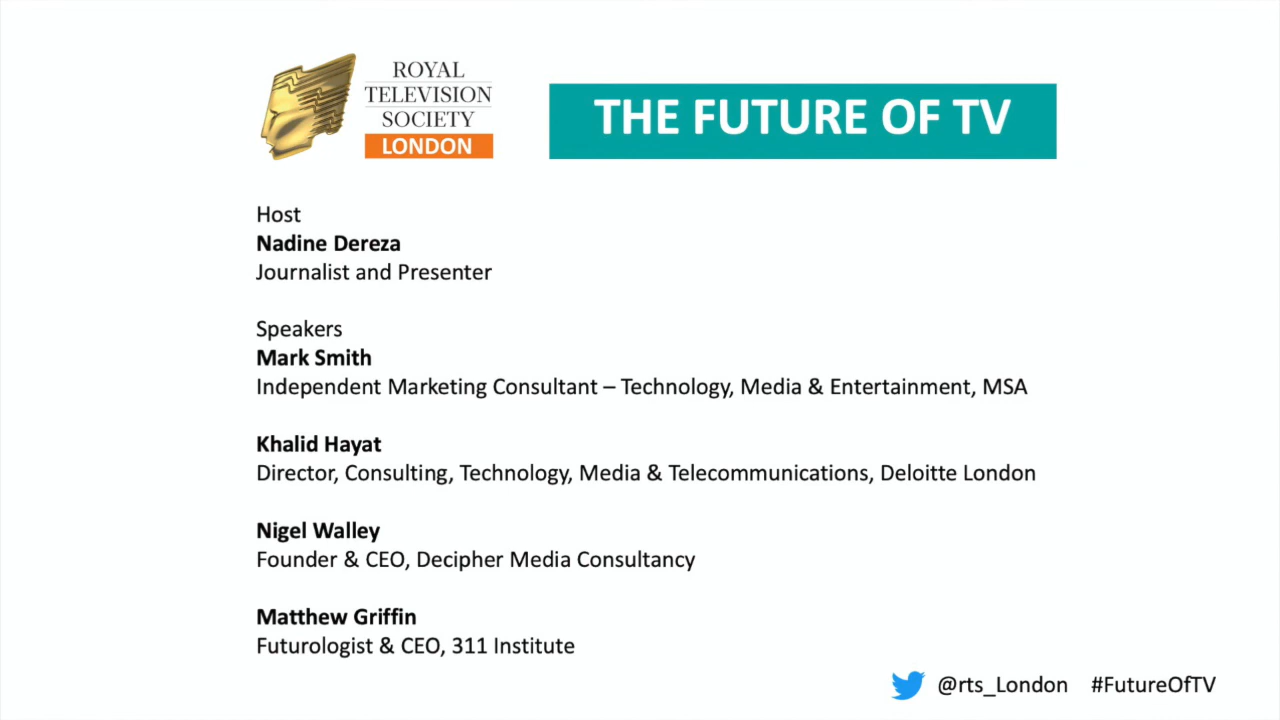 ROYAL
TELEVISION
SOCIETY
LONDON
THE FUTURE OF TV
Host
Nadine Dereza
Journalist and Presenter
Speakers
Mark Smith
Independent Marketing Consultant – Technology, Media & Entertainment, MSA
Khalid Hayat
Director, Consulting, Technology, Media & Telecommunications, Deloitte London
Nigel Walley
Founder & CEO, Decipher Media Consultancy
Matthew Griffin
Futurologist & CEO, 311 Institute
@rts_London #FutureOfTV